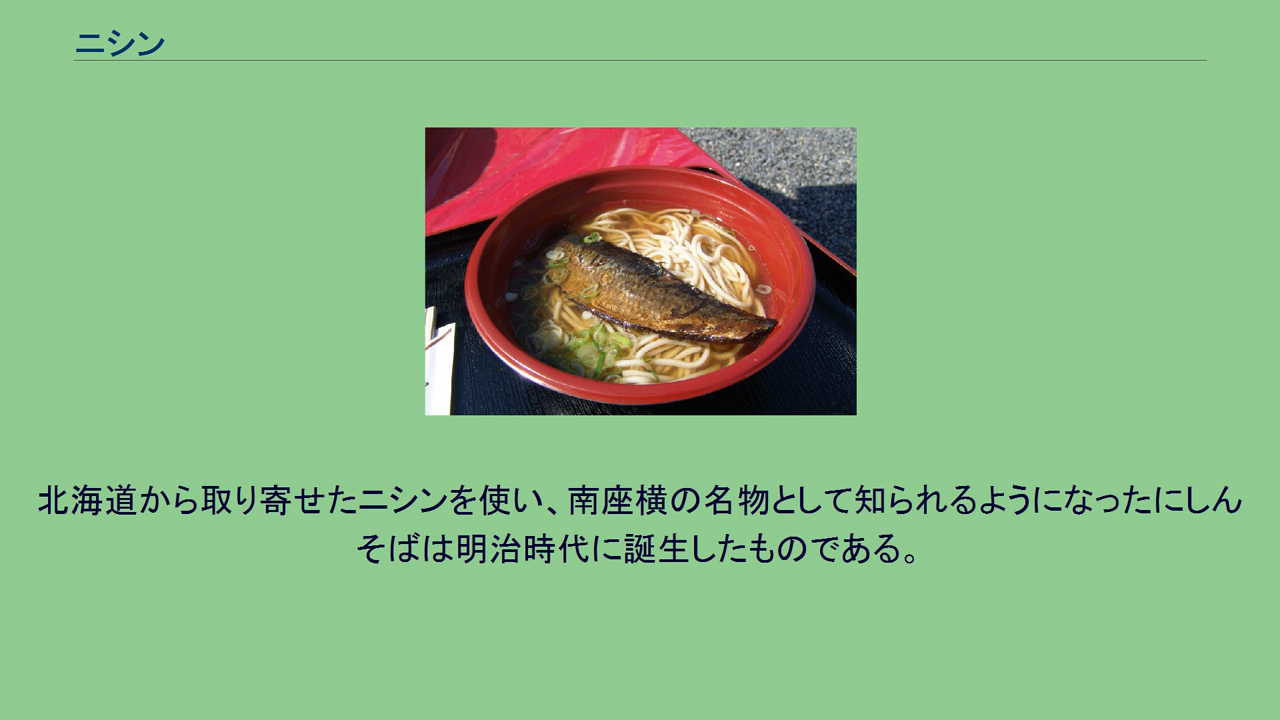 ニシン
北海道から取り寄せたニシンを使い、南座横の名物として知られるようになったにしん
そばは明治時代に誕生したものである。